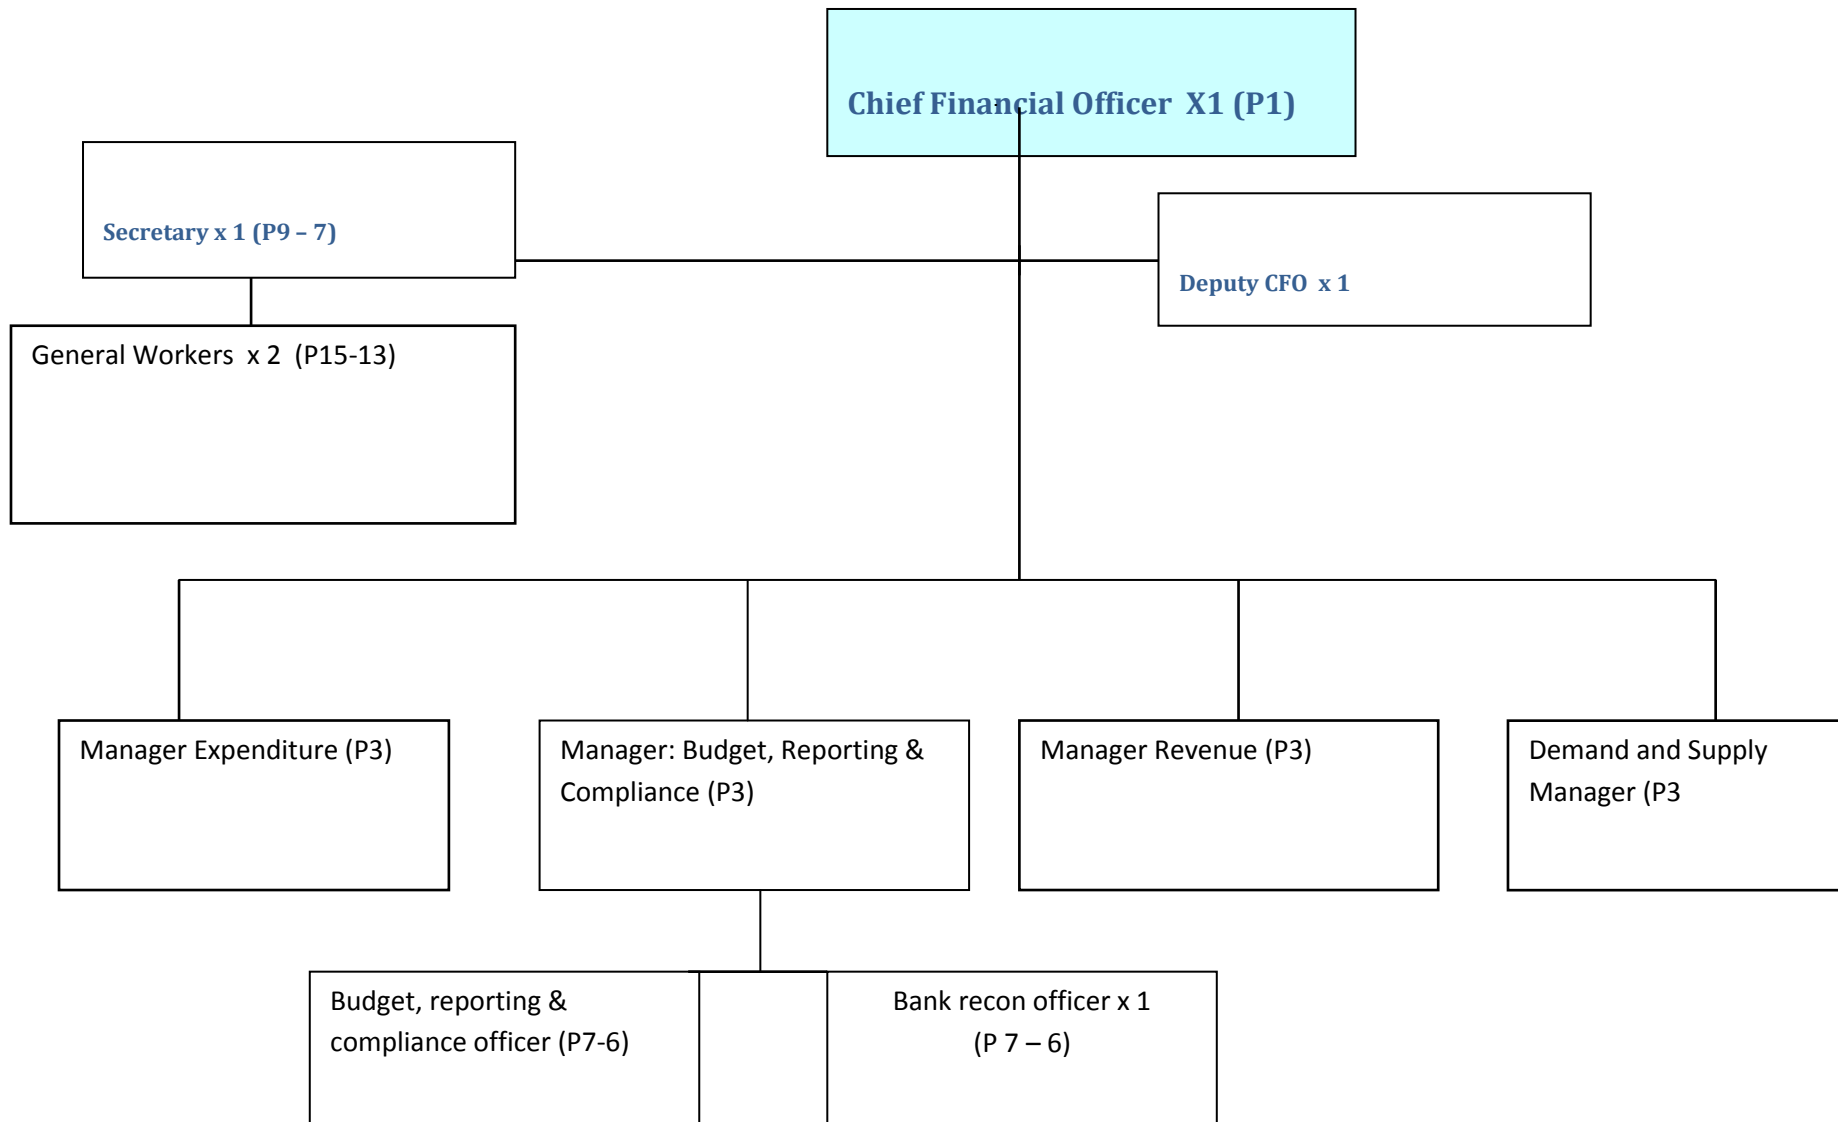 Chief Financial Officer  X1 (P1)
Secretary x 1 (P9 – 7)
Deputy CFO  x 1
General Workers  x 2  (P15-13)
Manager Expenditure (P3)
Manager: Budget, Reporting &
Compliance (P3)
Manager Revenue (P3)
Demand and Supply
Manager (P3
Budget, reporting &
compliance officer (P7-6)
Bank recon officer x 1
(P 7 – 6)